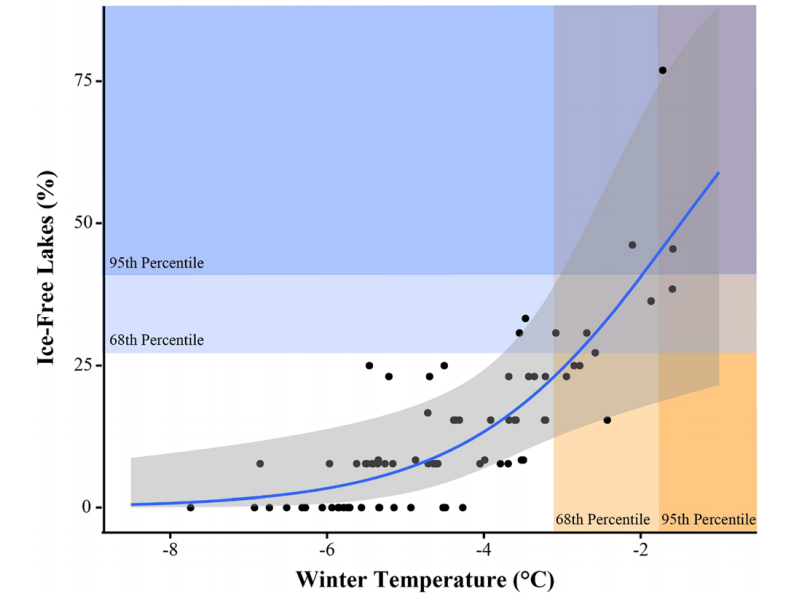 75
95th Percentile
50
68th Percentile
25
0
68th Percentile
95th Percentile
-8
-6
-4
-2
Winter Temperature (°C)
Ice-Free Lakes (%)